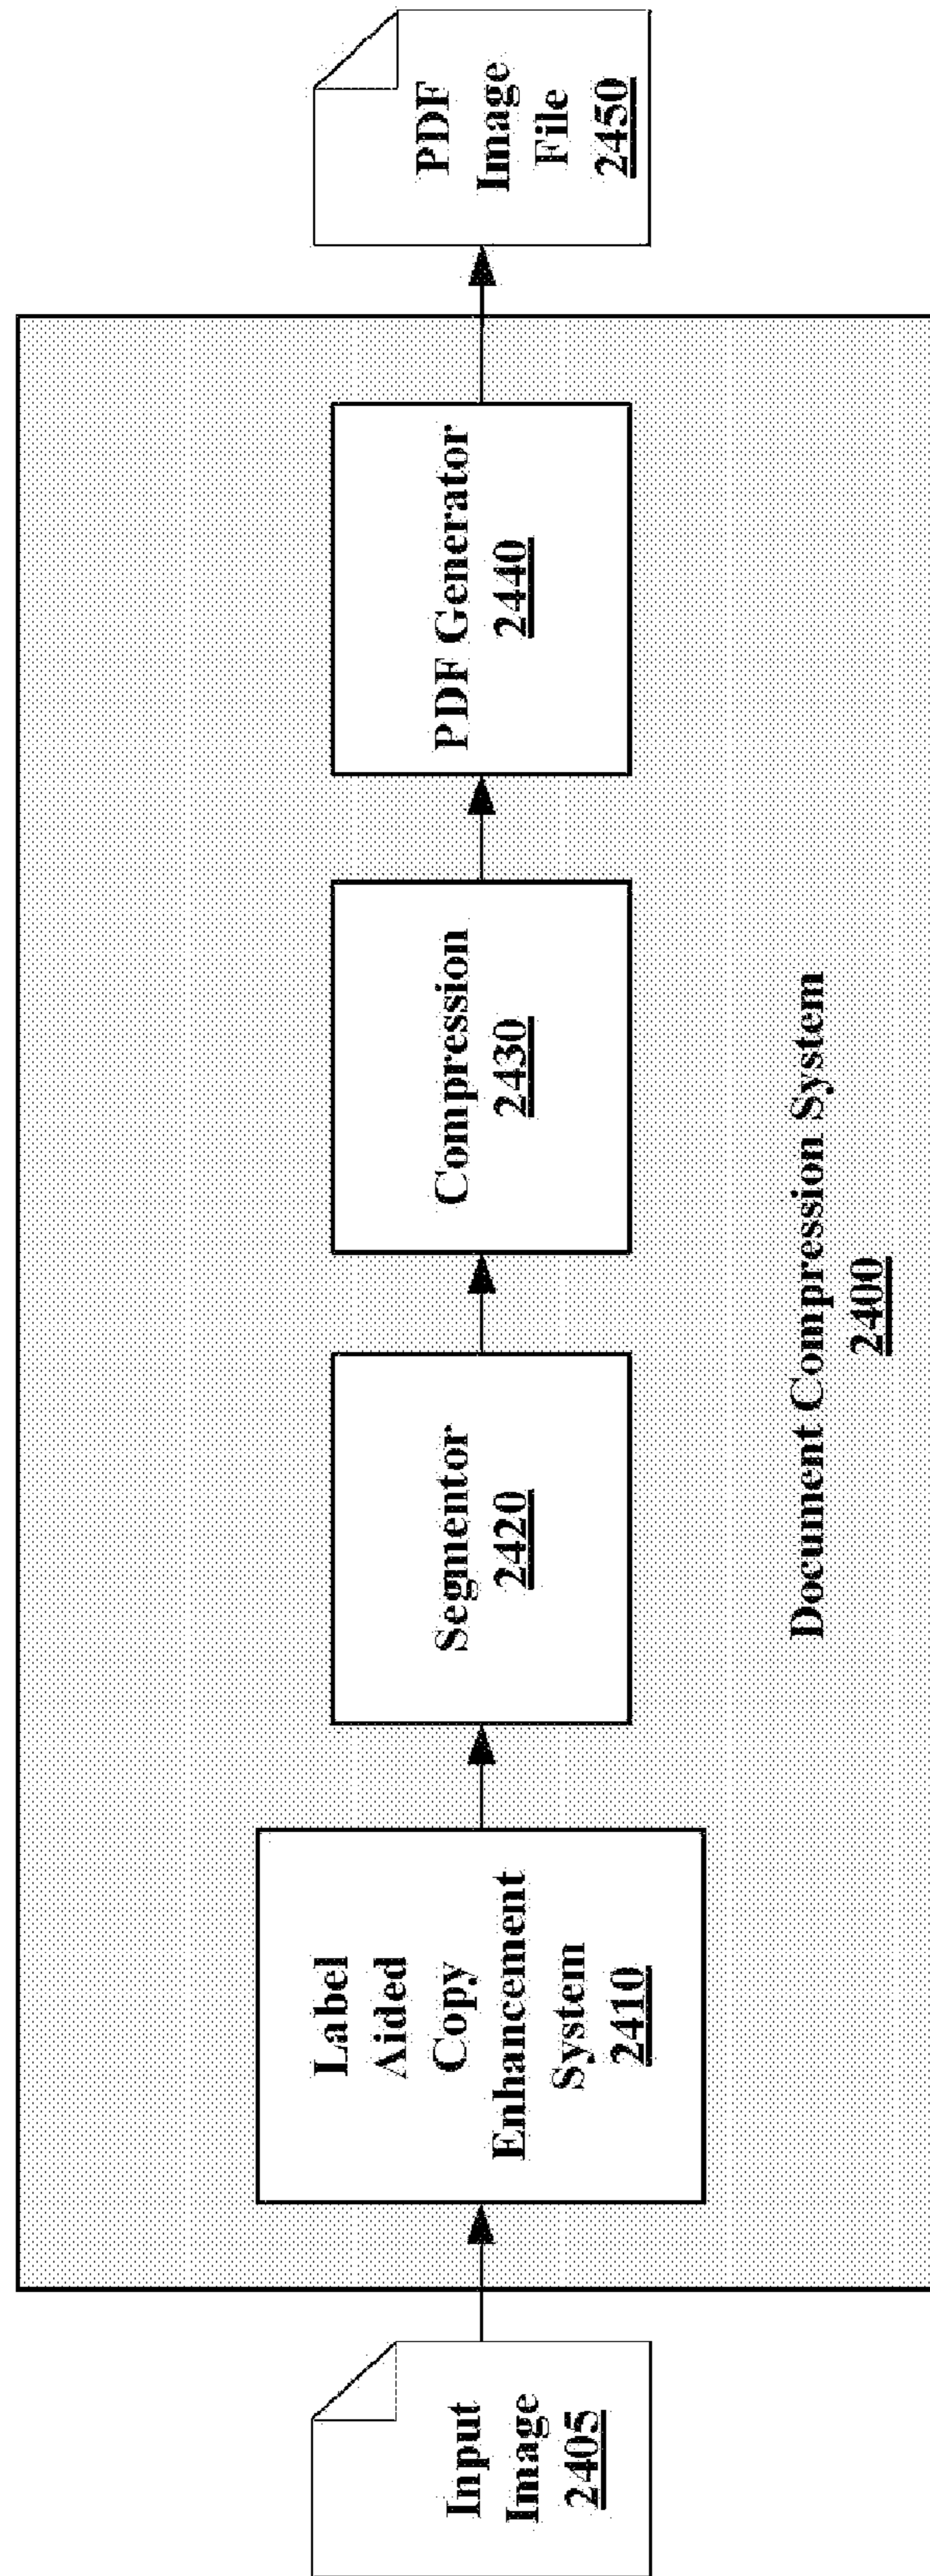 Input
Image
2405
Label
Aided
Copy
Enhancement
System
2410
Segmentor
2420
Compression
2430
PDF Generator
2440
PDF
Image
File
2450
Document Compression System
2400